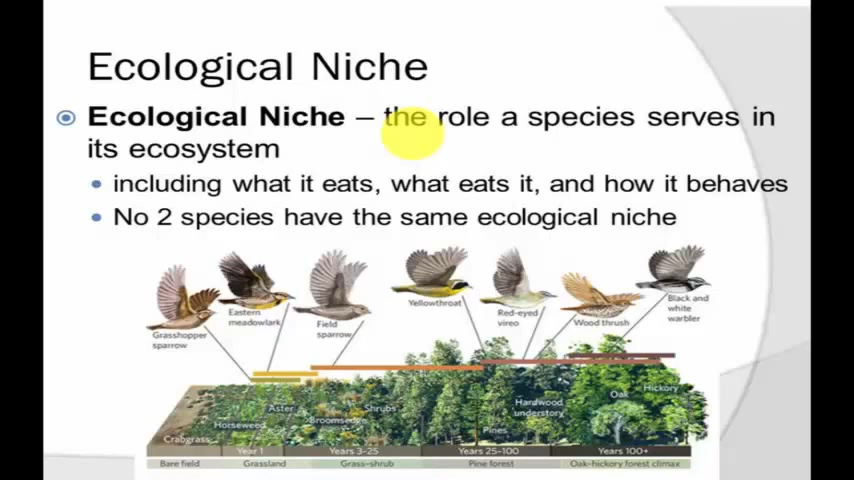 Ecological Niche
Ecological Niche – the role a species serves in
its ecosystem
including what it eats, what eats it, and how it behaves
No 2 species have the same ecological niche
Grasshopper
sparrow
Eastern
meadowlark
Field
sparrow
Yellowthroat
Red-eyed
vireo
Wood thrush
Black and
white
warbler
Crabgrass
Horseweed
Aster
Broomsedge
Shrubs
Pines
Hardwood
understory
Oak
Hickory
Year 1
Years 3-25
Years 25-100
Years 100+
Bare field
Grassland
Grass-shrub
Pine forest
Oak-hickory forest climax